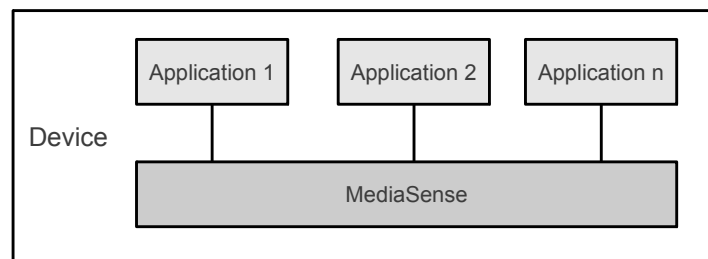 Application 1
Application 2
Application n
Device
MediaSense